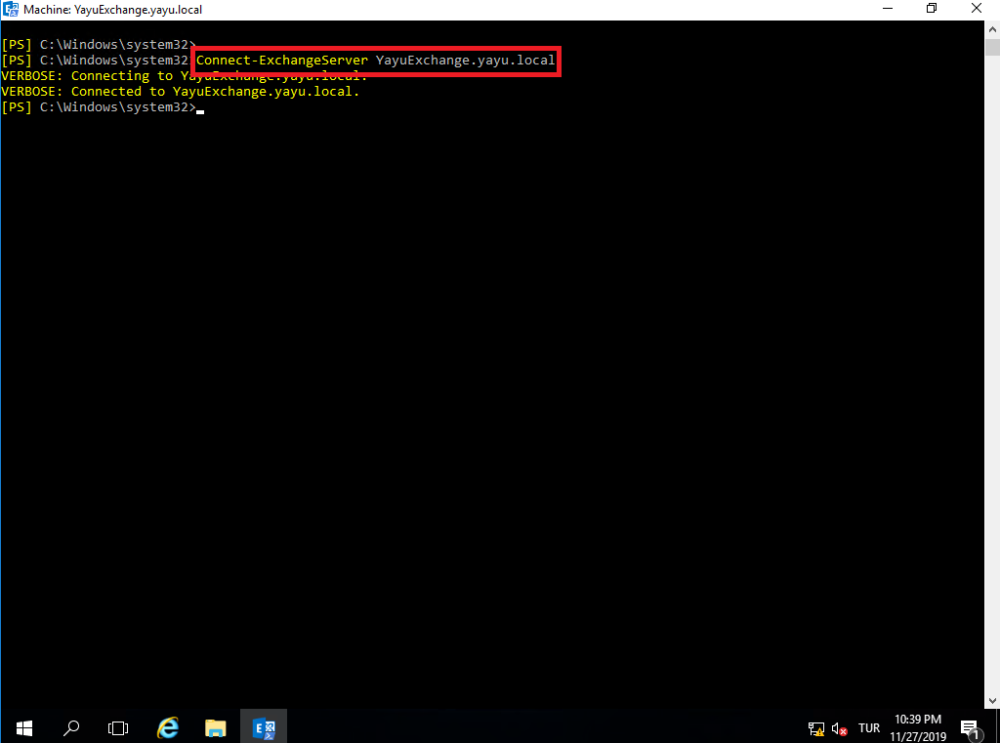 Machine: YayuExchange.yayu.local
[PS] C:\Windows\system32>
[PS] C:\Windows\system32>Connect-ExchangeServer YayuExchange.yayu.local
VERBOSE: Connecting to YayuExchange.yayu.local.
VERBOSE: Connected to YayuExchange.yayu.local.
[PS] C:\Windows\system32>
TUR
10:39 PM
11/27/2019
1